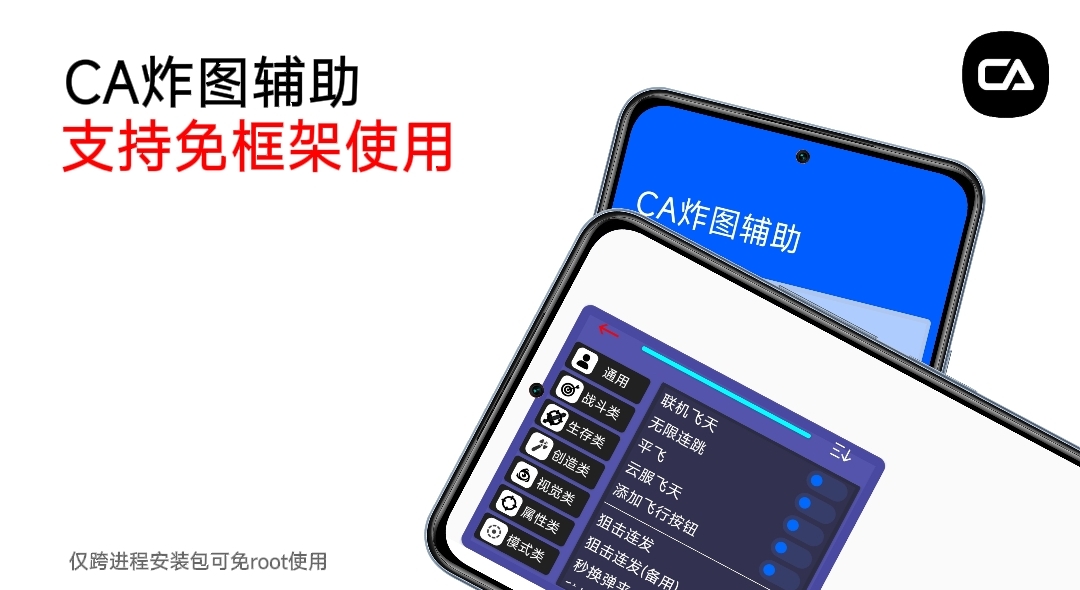 CA炸图辅助
支持免框架使用
CA
CA炸图辅助
通用
战斗类
生存类
创造类
视觉类
属性类
模式类
联机飞天
无限连跳
平飞
云服飞天
添加飞行按钮
狙击连发
狙击连发(备用)
秒换弹夹
仅跨进程安装包可免root使用